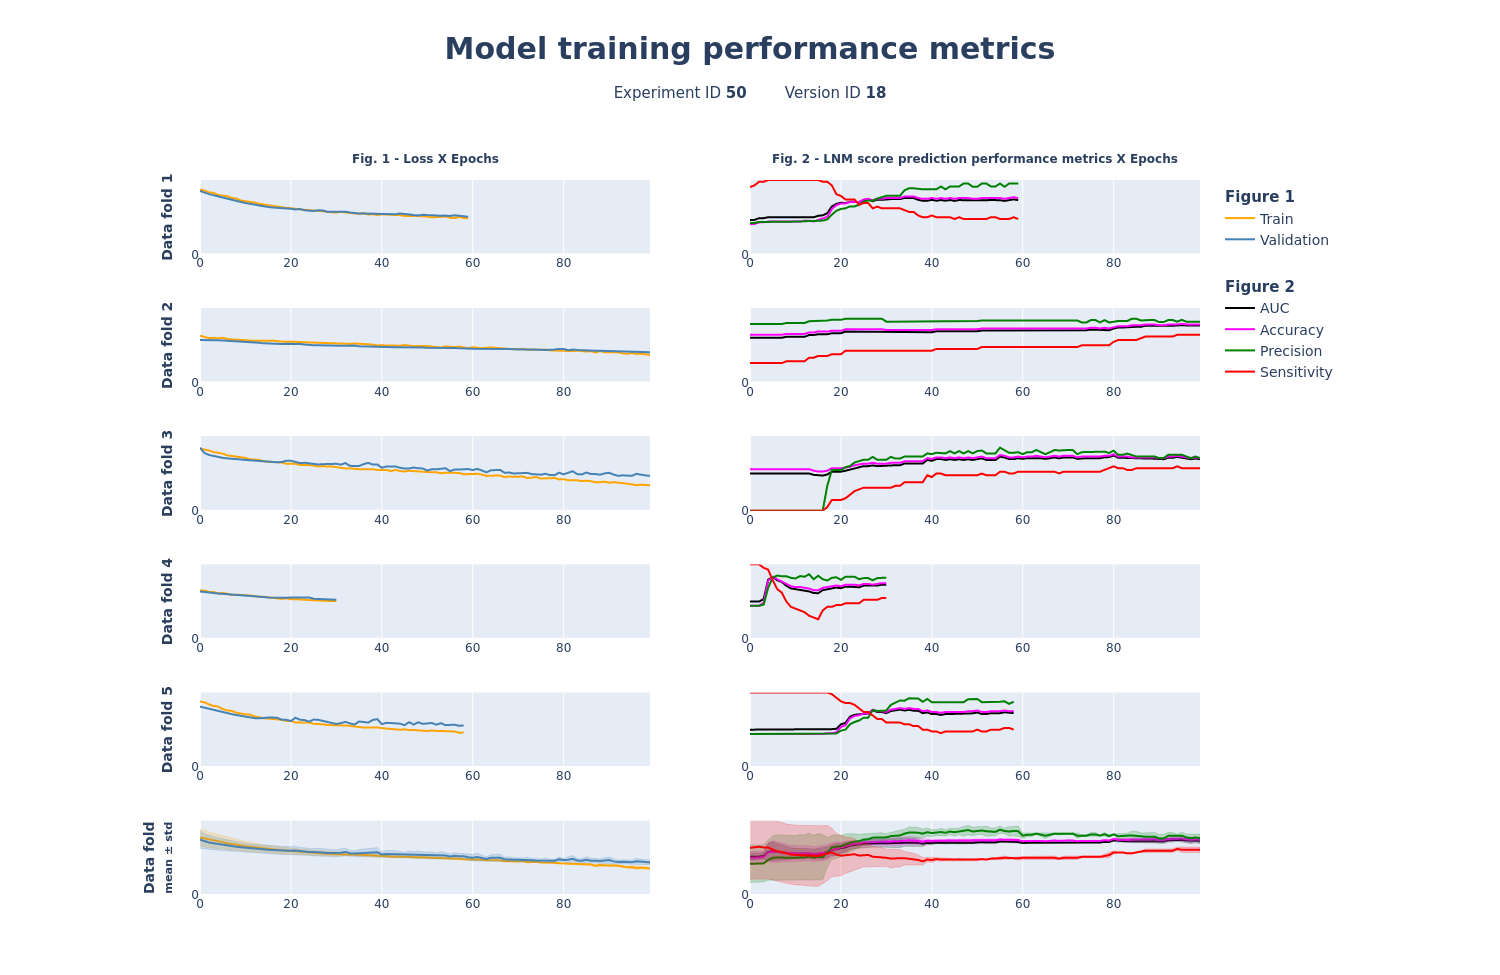 Model training performance metrics
Experiment ID 50 Version ID 18
Fig. 1 - Loss X Epochs
Fig. 2 - LNM score prediction performance metrics X Epochs
Data fold 1
0
0 20 40 60 80
0
0 20 40 60 80
Figure 1
Train
Validation
Figure 2
AUC
Accuracy
Precision
Sensitivity
Data fold 2
0
0 20 40 60 80
0
0 20 40 60 80
Data fold 3
0
0 20 40 60 80
0
0 20 40 60 80
Data fold 4
0
0 20 40 60 80
0
0 20 40 60 80
Data fold 5
0
0 20 40 60 80
0
0 20 40 60 80
Data fold
mean ± std
0
0 20 40 60 80
0
0 20 40 60 80